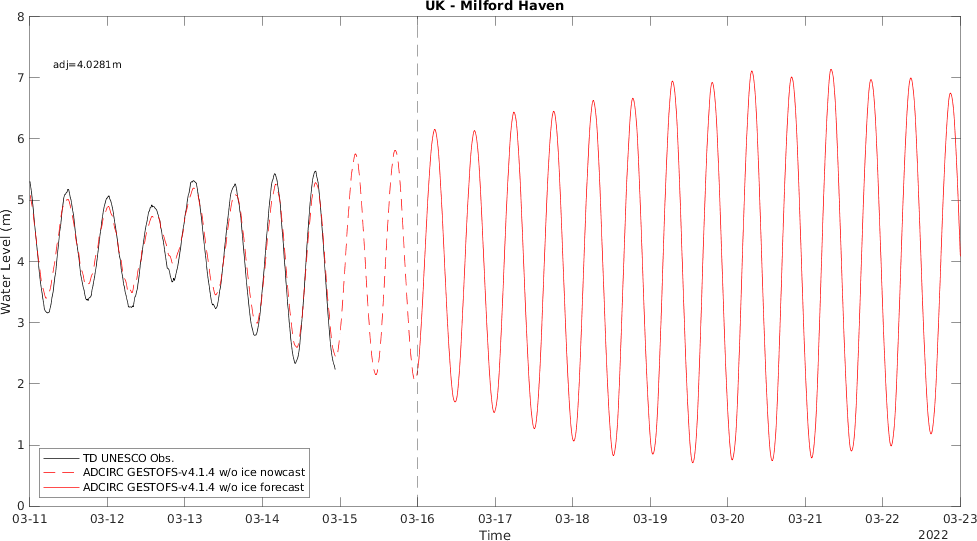 UK - Milford Haven
adj=4.0281m
Water Level (m)
8
7
6
5
4
3
2
1
0
TD UNESCO Obs.
ADCIRC GESTOFS-v4.1.4 w/o ice nowcast
ADCIRC GESTOFS-v4.1.4 w/o ice forecast
03-11 03-12 03-13 03-14 03-15 03-16 03-17 03-18 03-19 03-20 03-21 03-22 03-23
Time
2022